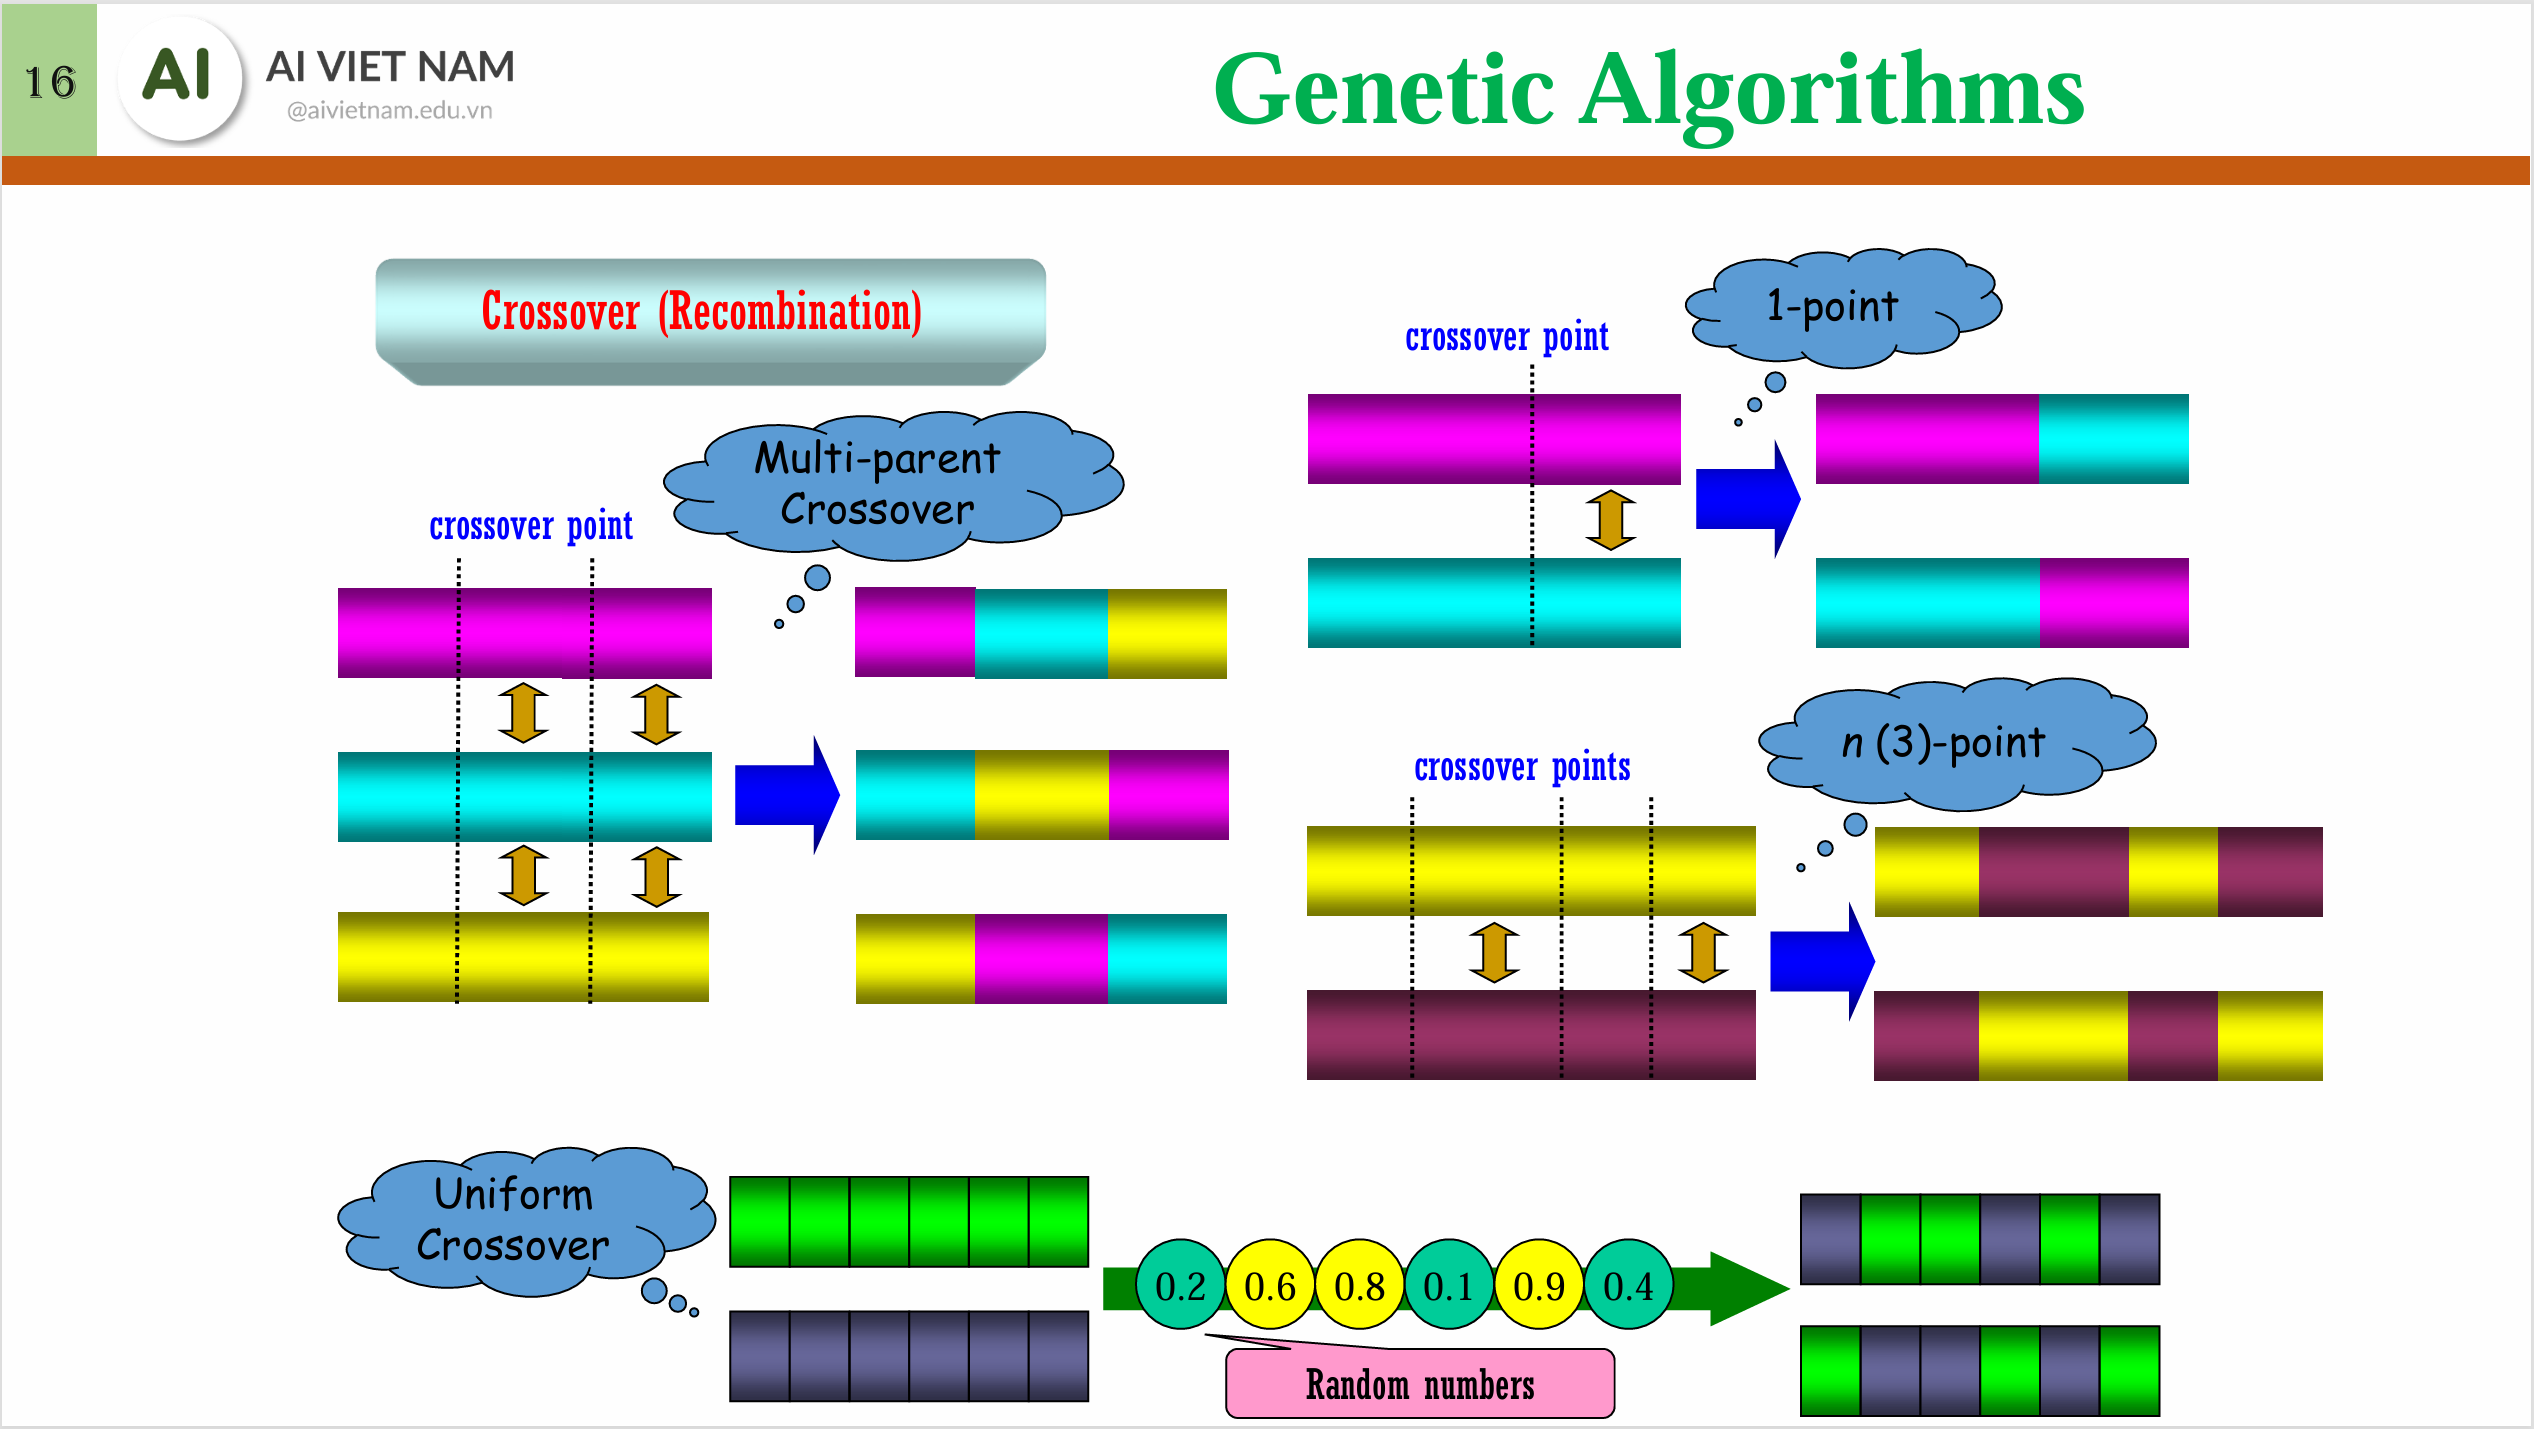 16
AI
AI VIET NAM
@aivietnam.edu.vn
Genetic Algorithms
Crossover (Recombination)
Multi-parent
Crossover
crossover point
1-point
crossover point
n (3)-point
crossover points
Uniform
Crossover
0.2 0.6 0.8 0.1 0.9 0.4
Random numbers